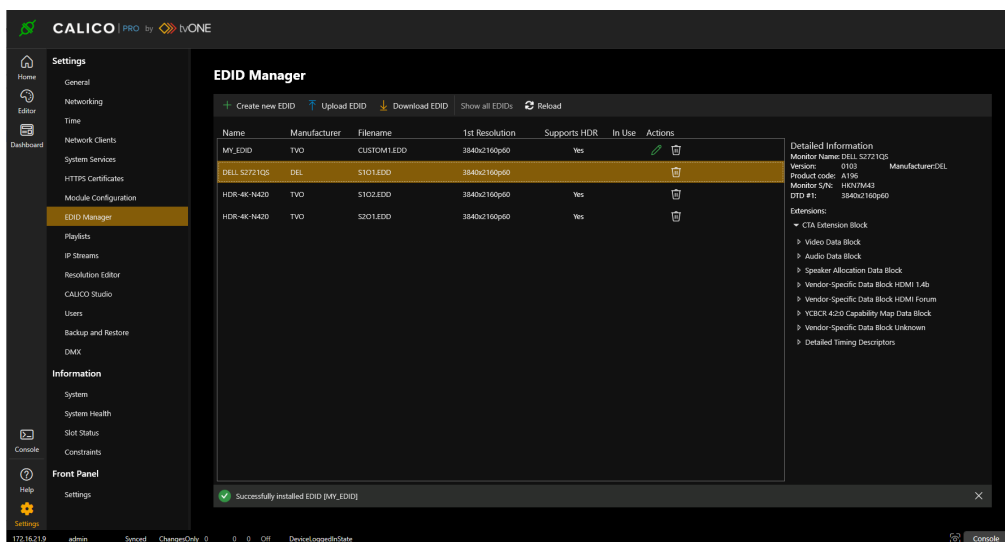 CALICO | PRO by tvONE
Home
Editor
Dashboard
Console
Help
Settings
Settings
General
Networking
Time
Network Clients
System Services
HTTPS Certificates
Module Configuration
EDID Manager
Playlists
IP Streams
Resolution Editor
CALICO Studio
Users
Backup and Restore
DMX
Information
System
System Health
Slot Status
Constraints
Front Panel
Settings
EDID Manager
Create new EDID Upload EDID Download EDID Show all EDIDs Reload
Name Manufacturer Filename 1st Resolution Supports HDR In Use Actions
MY_EDID TVO CUSTOM1.EDD 3840x2160p60 Yes
DELL S2721QS DEL S1O1.EDD 3840x2160p60
HDR-4K-N420 TVO S1O2.EDD 3840x2160p60 Yes
HDR-4K-N420 TVO S2O1.EDD 3840x2160p60 Yes
Detailed Information
Monitor Name: DELL S2721QS
Version: 0103 Manufacturer:DEL
Product code: A196
Monitor S/N: HKN7M43
DTD #1: 3840x2160p60
Extensions:
CTA Extension Block
Video Data Block
Audio Data Block
Speaker Allocation Data Block
Vendor-Specific Data Block HDMI 1.4b
Vendor-Specific Data Block HDMI Forum
YCBCR 4:2:0 Capability Map Data Block
Vendor-Specific Data Block Unknown
Detailed Timing Descriptors
Successfully installed EDID [MY_EDID]
172.16.21.9 admin Synced ChangesOnly 0 0 0 Off DeviceLoggedInState Console